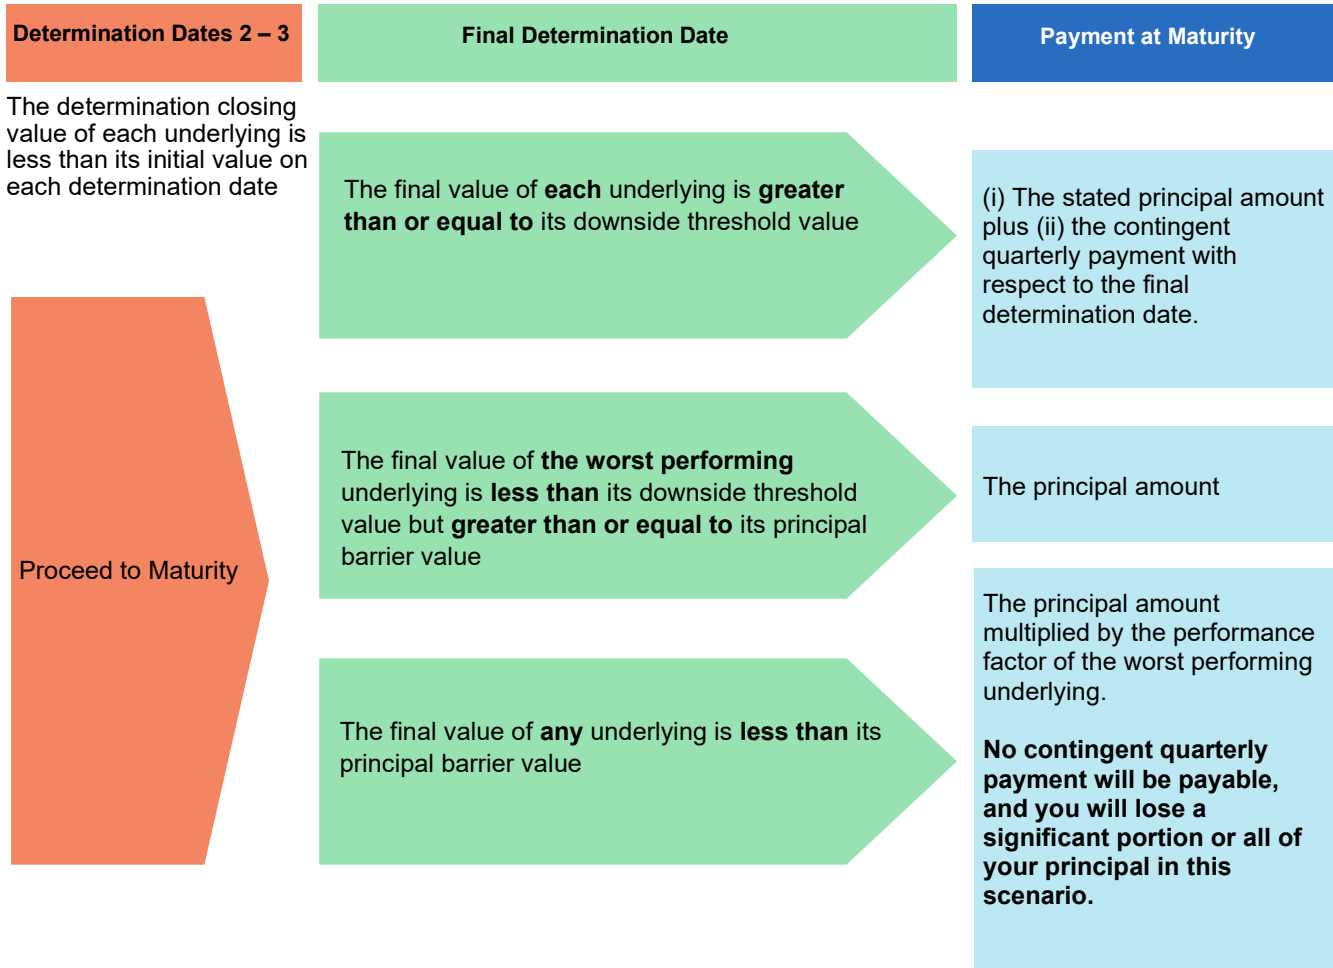 Determination Dates 2 – 3
Final Determination Date
Payment at Maturity
The determination closing
value of each underlying is
less than its initial value on
each determination date
Proceed to Maturity
The final value of each underlying is greater
than or equal to its downside threshold value
(i) The stated principal amount
plus (ii) the contingent
quarterly payment with
respect to the final
determination date.
The final value of the worst performing
underlying is less than its downside threshold
value but greater than or equal to its principal
barrier value
The principal amount
The final value of any underlying is less than its
principal barrier value
The principal amount
multiplied by the performance
factor of the worst performing
underlying.
No contingent quarterly
payment will be payable,
and you will lose a
significant portion or all of
your principal in this
scenario.